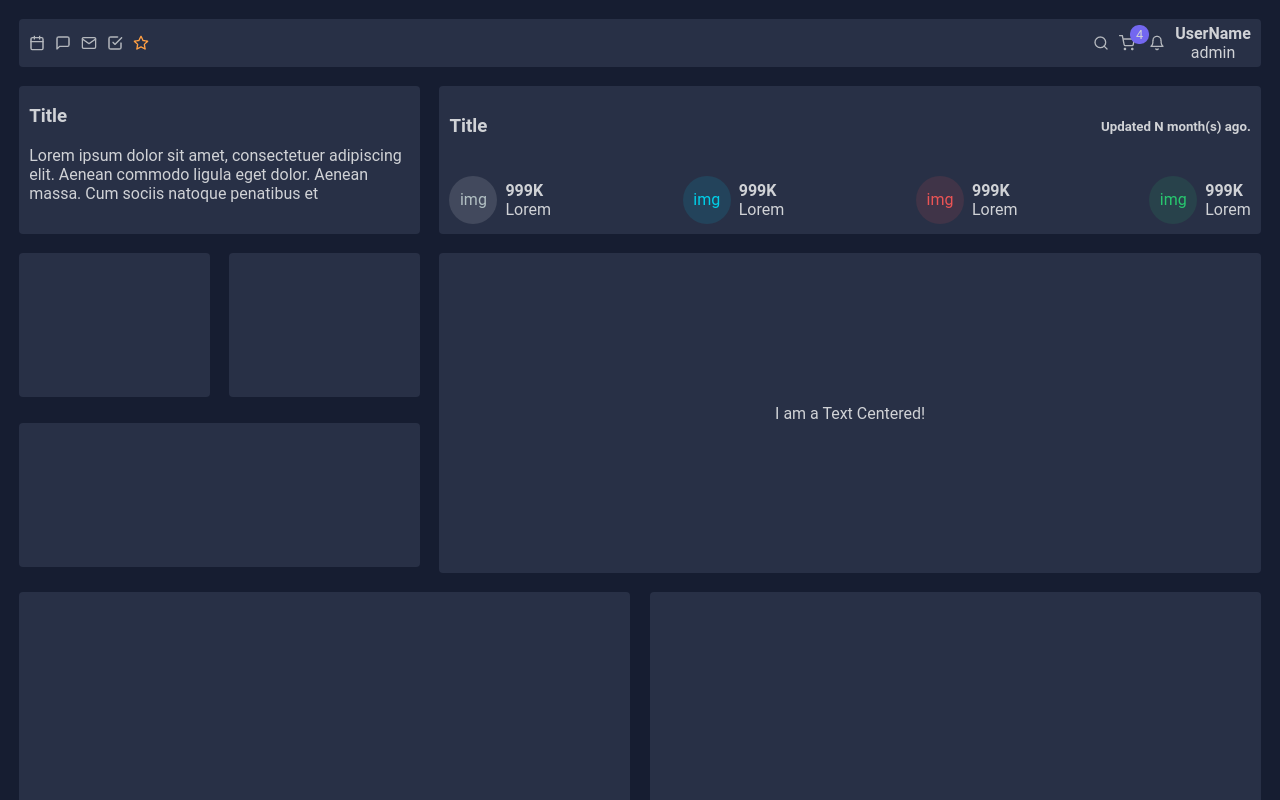 4
UserName
admin
Title
Lorem ipsum dolor sit amet, consectetuer adipiscing
elit. Aenean commodo ligula eget dolor. Aenean
massa. Cum sociis natoque penatibus et
Title
Updated N month(s) ago.
img
999K
Lorem
img
999K
Lorem
img
999K
Lorem
img
999K
Lorem
I am a Text Centered!